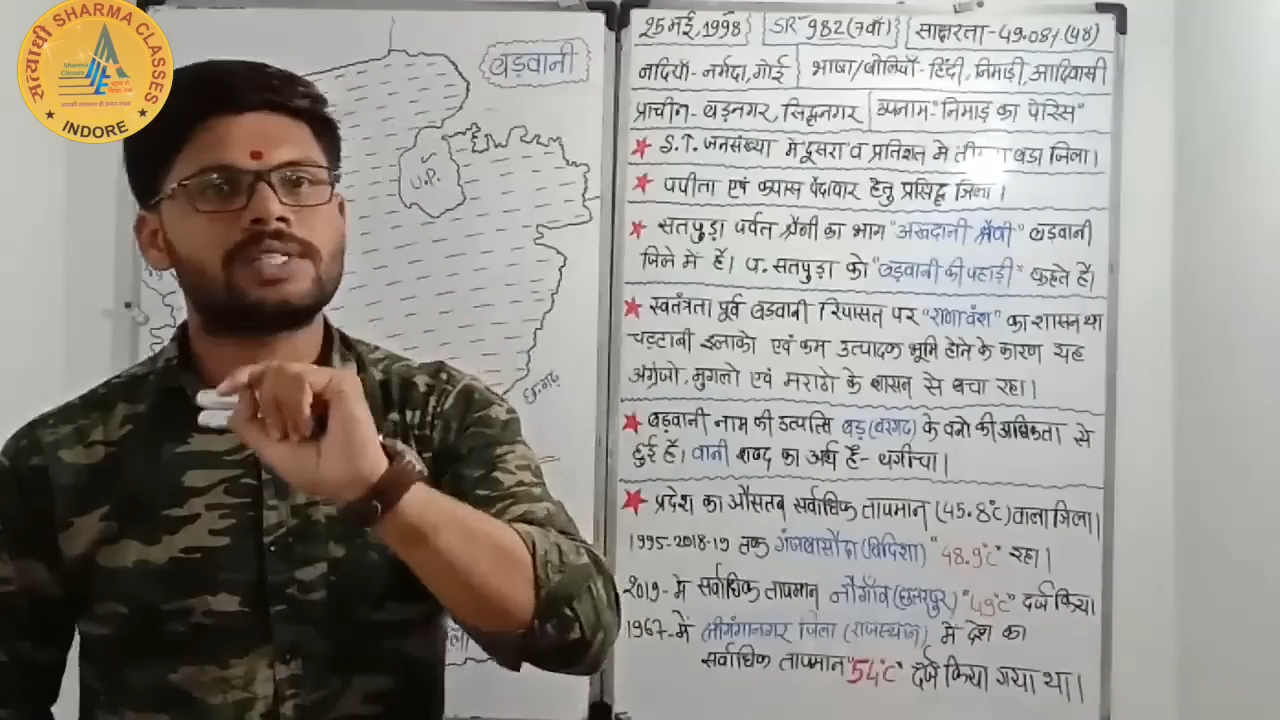 सत्यार्थी SHARMA CLASSES
Sharma Classes
INDORE
बड़वानी
U.P.
छ.गढ़
25 मई, 1998 SR-982 (7वाँ) साक्षरता-49.08% (48)
नदियाँ- नर्मदा, गोई भाषा/बोलियाँ-हिंदी, निमाड़ी, आदिवासी
प्राचीन- बड़नगर, सिद्धनगर उपनाम-"निमाड़ का पेरिस"
★ S.T. जनसंख्या में दूसरा व प्रतिशत में बड़ा जिला।
★ पपीता एवं कपास पैदावार हेतु प्रसिद्ध जिला।
★ सतपुड़ा पर्वत श्रेणी का भाग "अखदानी श्रेणी" बड़वानी
जिले में है। प. सतपुड़ा को "बड़वानी की पहाड़ी" कहते हैं।
★ स्वतंत्रता पूर्व बड़वानी रियासत पर "राणा वंश" का शासन था
चट्टानी इलाको एवं कम उत्पादक भूमि होने के कारण यह
अंग्रेजो, मुगलो एवं मराठो के शासन से बचा रहा।
★ बड़वानी नाम की उत्पत्ति बड़ (बरगद) के वनो की अधिकता से
हुई है। वानी शब्द का अर्थ है- बगीचा।
★ प्रदेश का औसतन सर्वाधिक तापमान (45.8°C) वाला जिला।
1995-2018-19 तक गंजबासौदा (विदिशा) "48.9°C" रहा।
2019- में सर्वाधिक तापमान नौगाँव (छतरपुर) "49°C" दर्ज किया
1967-में श्रीगंगानगर जिला (राजस्थान) में देश का
सर्वाधिक तापमान "54°C" दर्ज किया गया था।